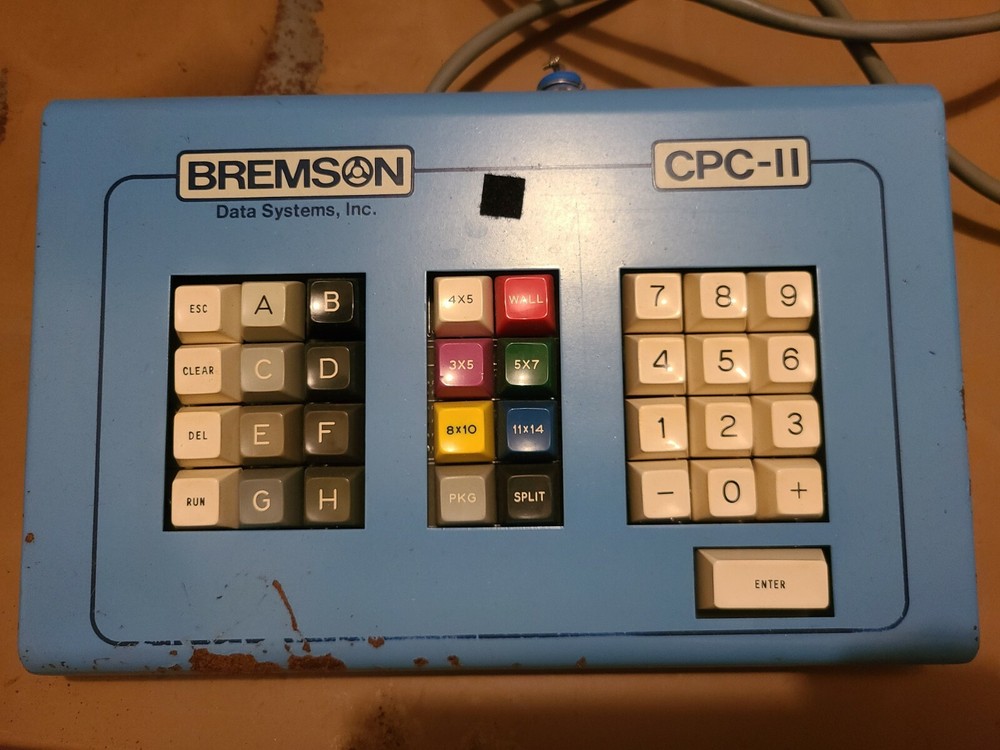 BREMSON
Data Systems, Inc.
CPC-II
ESC A B
CLEAR C D
DEL E F
RUN G H
4X5 WALL
3X5 5X7
8X10 11X14
PKG SPLIT
7 8 9
4 5 6
1 2 3
- 0 +
ENTER